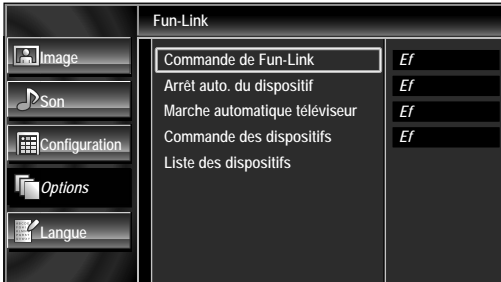 Fun-Link
Image
Son
Configuration
Options
Langue
Commande de Fun-Link Ef
Arrêt auto. du dispositif Ef
Marche automatique téléviseur Ef
Commande des dispositifs Ef
Liste des dispositifs